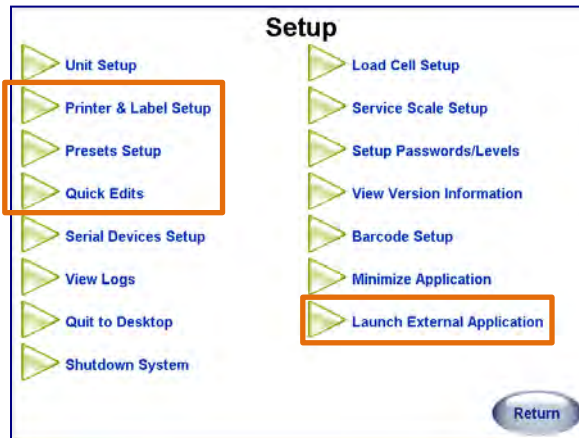 Setup
Unit Setup
Printer & Label Setup
Presets Setup
Quick Edits
Serial Devices Setup
View Logs
Quit to Desktop
Shutdown System
Load Cell Setup
Service Scale Setup
Setup Passwords/Levels
View Version Information
Barcode Setup
Minimize Application
Launch External Application
Return